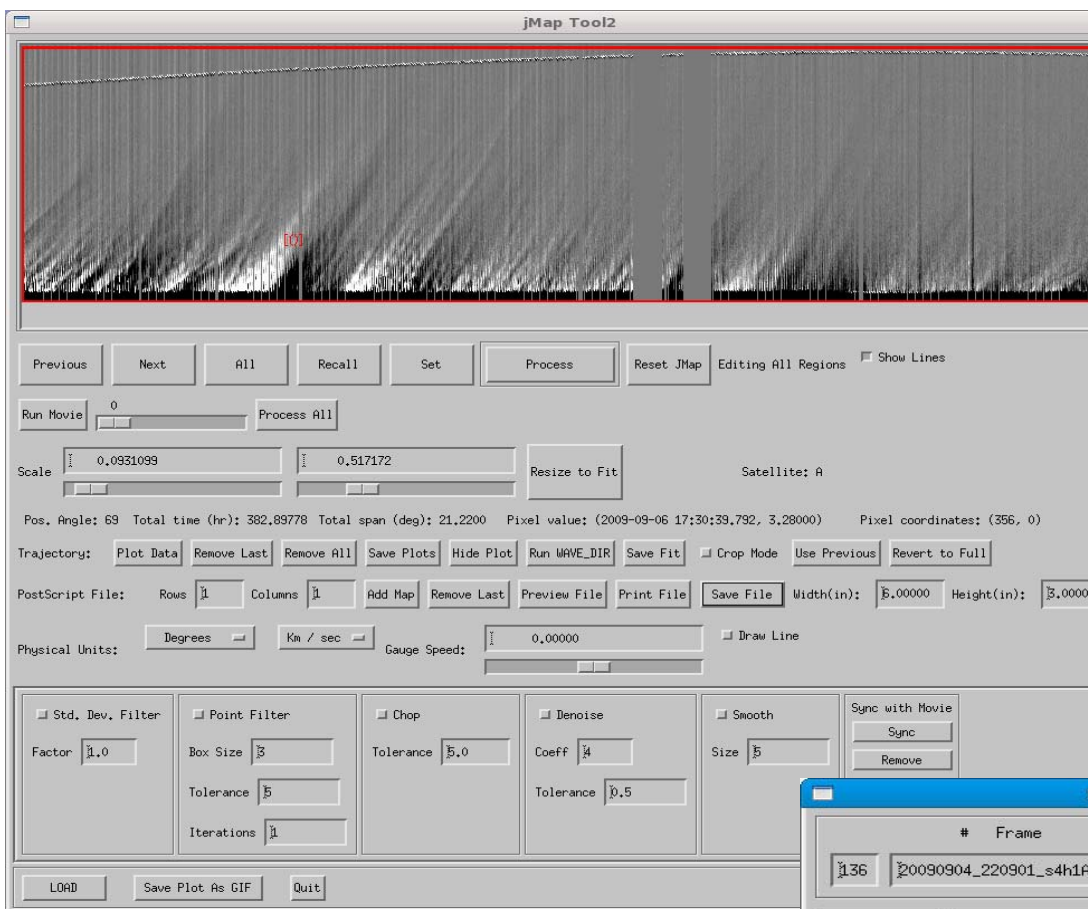 jMap Tool2
[0]
Previous Next All Recall Set Process Reset JMap Editing All Regions Show Lines
0
Run Movie Process All
Scale 0.0931099 0.517172 Resize to Fit Satellite: A
Pos. Angle: 69 Total time (hr): 382.89778 Total span (deg): 21.2200 Pixel value: (2009-09-06 17:30:39.792, 3.28000) Pixel coordinates: (356, 0)
Trajectory: Plot Data Remove Last Remove All Save Plots Hide Plot Run WAVE_DIR Save Fit Crop Mode Use Previous Revert to Full
PostScript File: Rows 1 Columns 1 Add Map Remove Last Preview File Print File Save File Width(in): 6.00000 Height(in): 3.0000
Physical Units: Degrees Km / sec Gauge Speed: 0.00000 Draw Line
Std. Dev. Filter Point Filter Chop Denoise Smooth Sync with Movie
Factor 1.0 Box Size 3 Tolerance 5.0 Coeff 4 Size 5 Sync
Remove
Tolerance 5 Tolerance 0.5
Iterations 1
# Frame
136 20090904_220901_s4h1A
LOAD Save Plot As GIF Quit